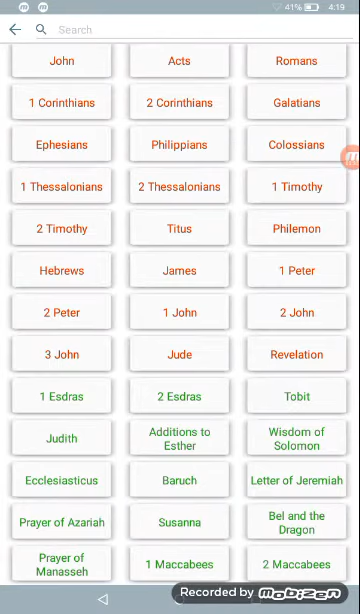 41% 4:19
Search
John Acts Romans
1 Corinthians 2 Corinthians Galatians
Ephesians Philippians Colossians
1 Thessalonians 2 Thessalonians 1 Timothy
2 Timothy Titus Philemon
Hebrews James 1 Peter
2 Peter 1 John 2 John
3 John Jude Revelation
1 Esdras 2 Esdras Tobit
Judith
Additions to
Esther
Wisdom of
Solomon
Ecclesiasticus Baruch Letter of Jeremiah
Prayer of Azariah Susanna
Bel and the
Dragon
Prayer of
Manasseh
1 Maccabees 2 Maccabees
Recorded by mobizen